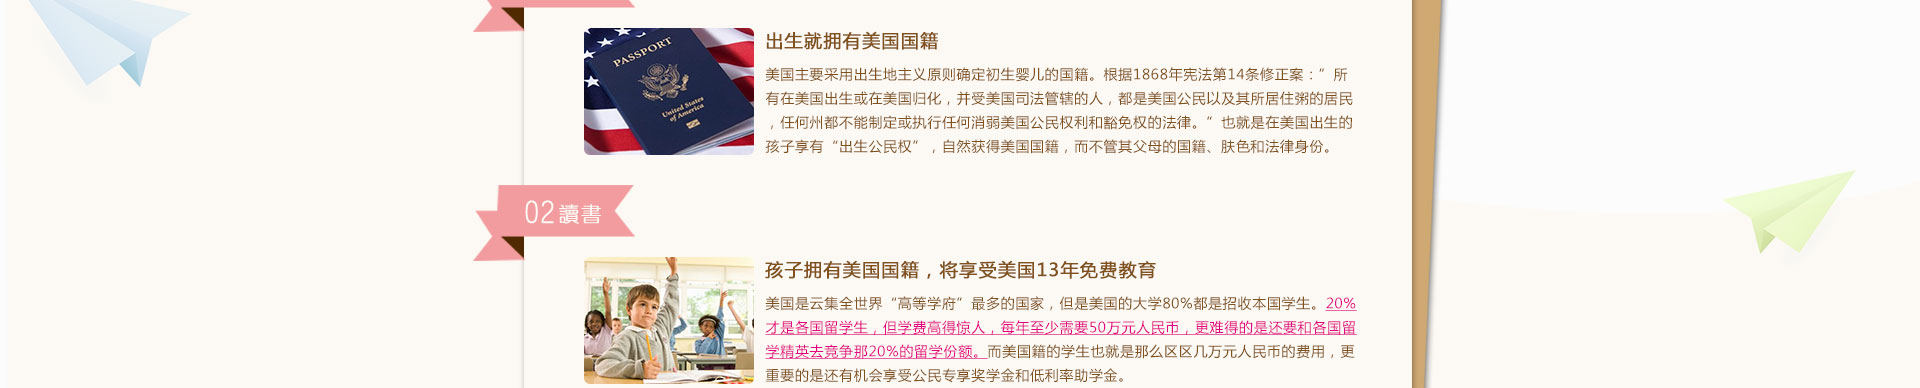 PASSPORT
United States
of America
出生就拥有美国国籍
美国主要采用出生地主义原则确定初生婴儿的国籍。根据1868年宪法第14条修正案：”所
有在美国出生或在美国归化，并受美国司法管辖的人，都是美国公民以及其所居住粥的居民
，任何州都不能制定或执行任何消弱美国公民权利和豁免权的法律。”也就是在美国出生的
孩子享有“出生公民权”，自然获得美国国籍，而不管其父母的国籍、肤色和法律身份。
02讀書
孩子拥有美国国籍，将享受美国13年免费教育
美国是云集全世界“高等学府”最多的国家，但是美国的大学80%都是招收本国学生。20%
才是各国留学生，但学费高得惊人，每年至少需要50万元人民币，更难得的是还要和各国留
学精英去竞争那20%的留学份额。而美国籍的学生也就是那么区区几万元人民币的费用，更
重要的是还有机会享受公民专享奖学金和低利率助学金。